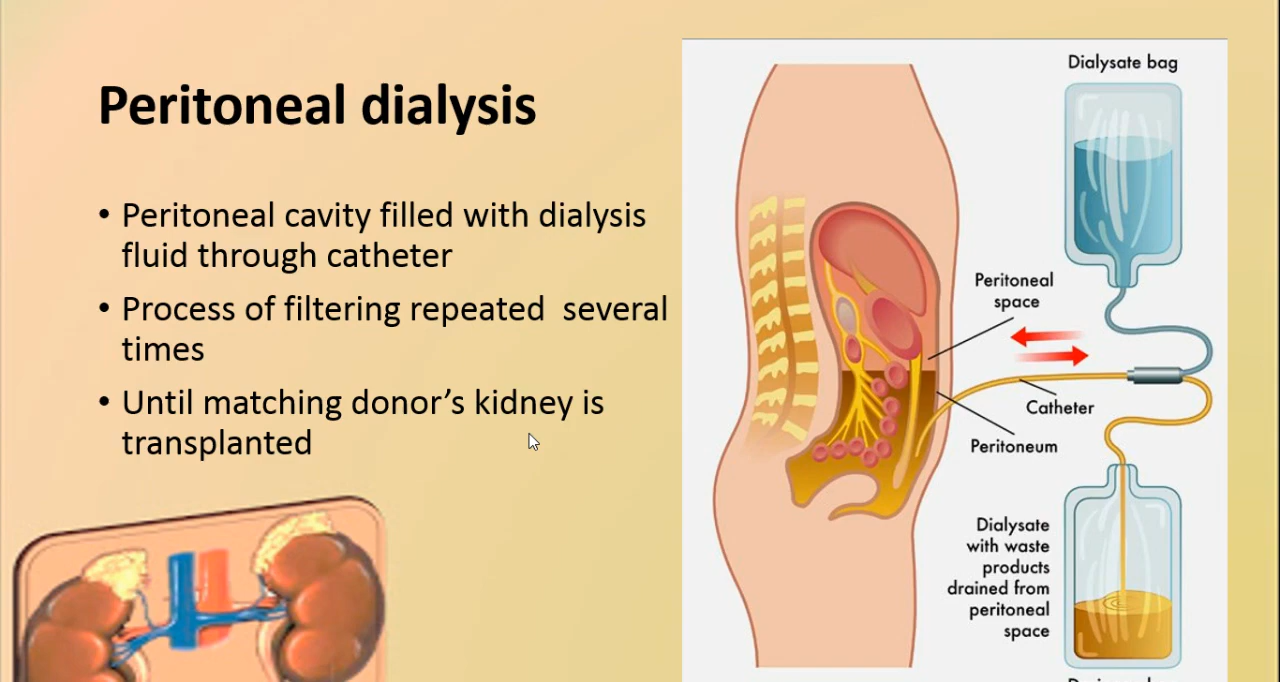 Peritoneal dialysis
• Peritoneal cavity filled with dialysis
fluid through catheter
• Process of filtering repeated  several
times
• Until matching donor’s kidney is
transplanted
Dialysate bag
Peritoneal
space
Catheter
Peritoneum
Dialysate
with waste
products
drained from
peritoneal
space